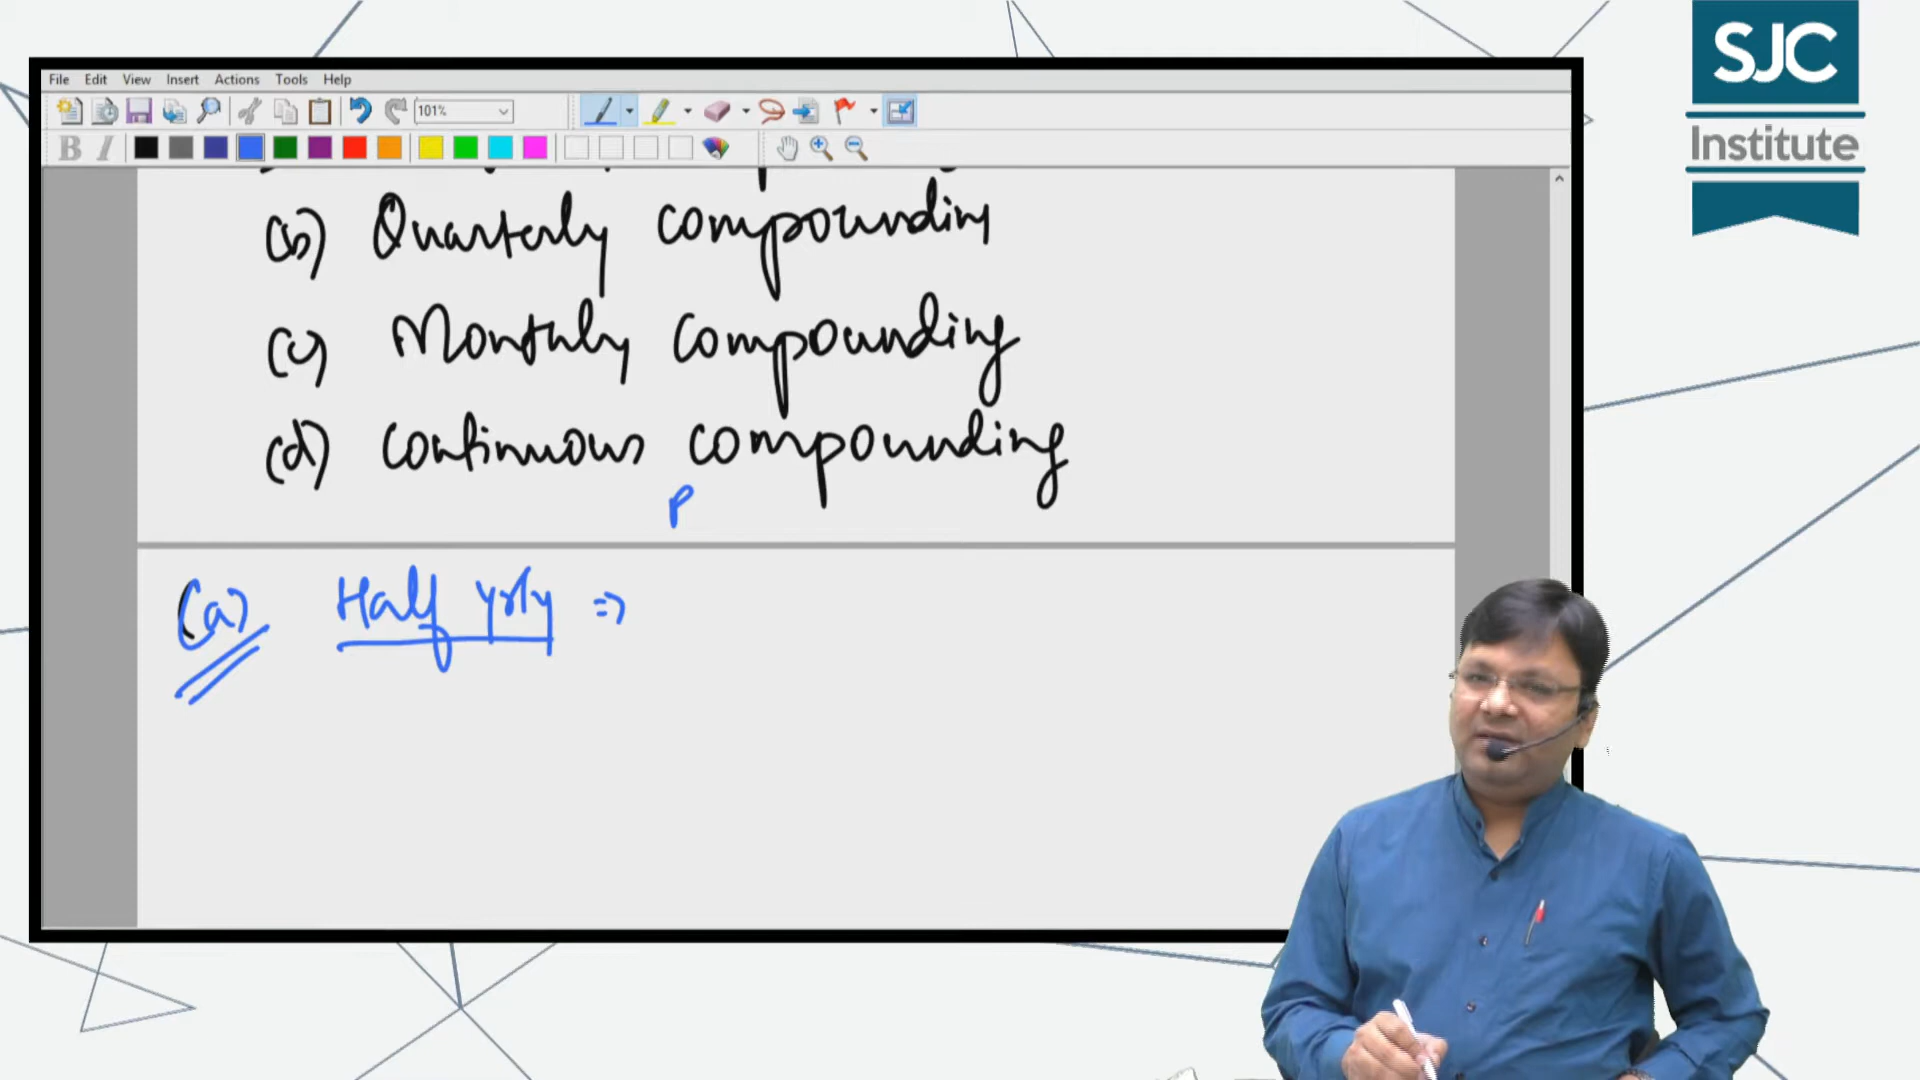 SJC
Institute
File Edit View Insert Actions Tools Help
101%
B I
(b) Quarterly compounding
(c) Monthly compounding
(d) Continuous compounding
P
(a) Half yrly =>